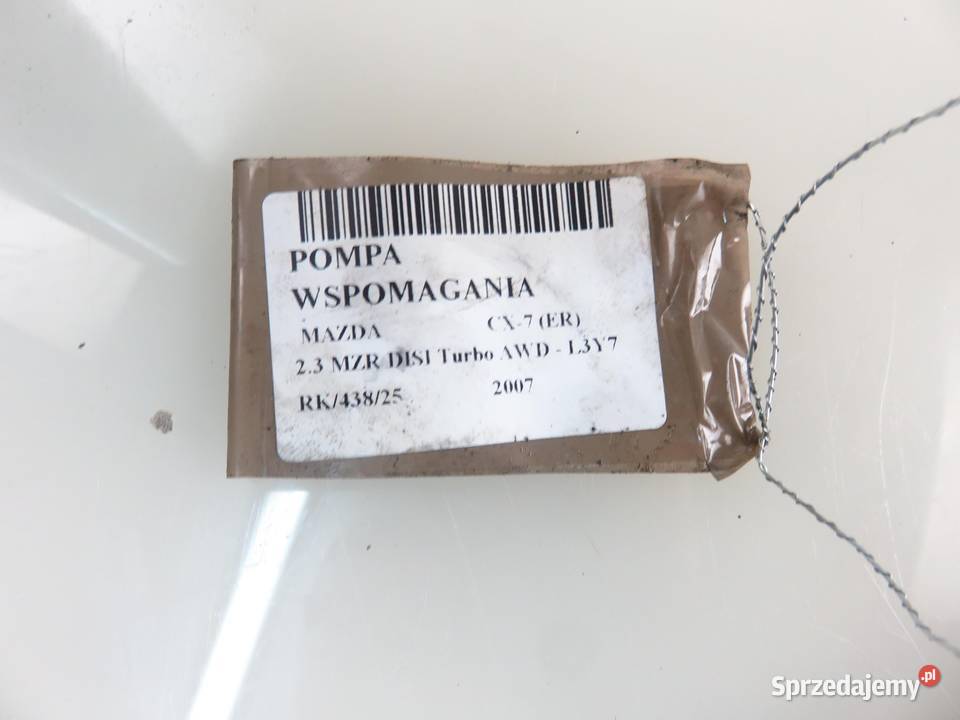 POMPA
WSPOMAGANIA
MAZDA CX-7 (ER)
2.3 MZR DISI Turbo AWD - L3Y7
RK/438/25 2007
Sprzedajemy.pl